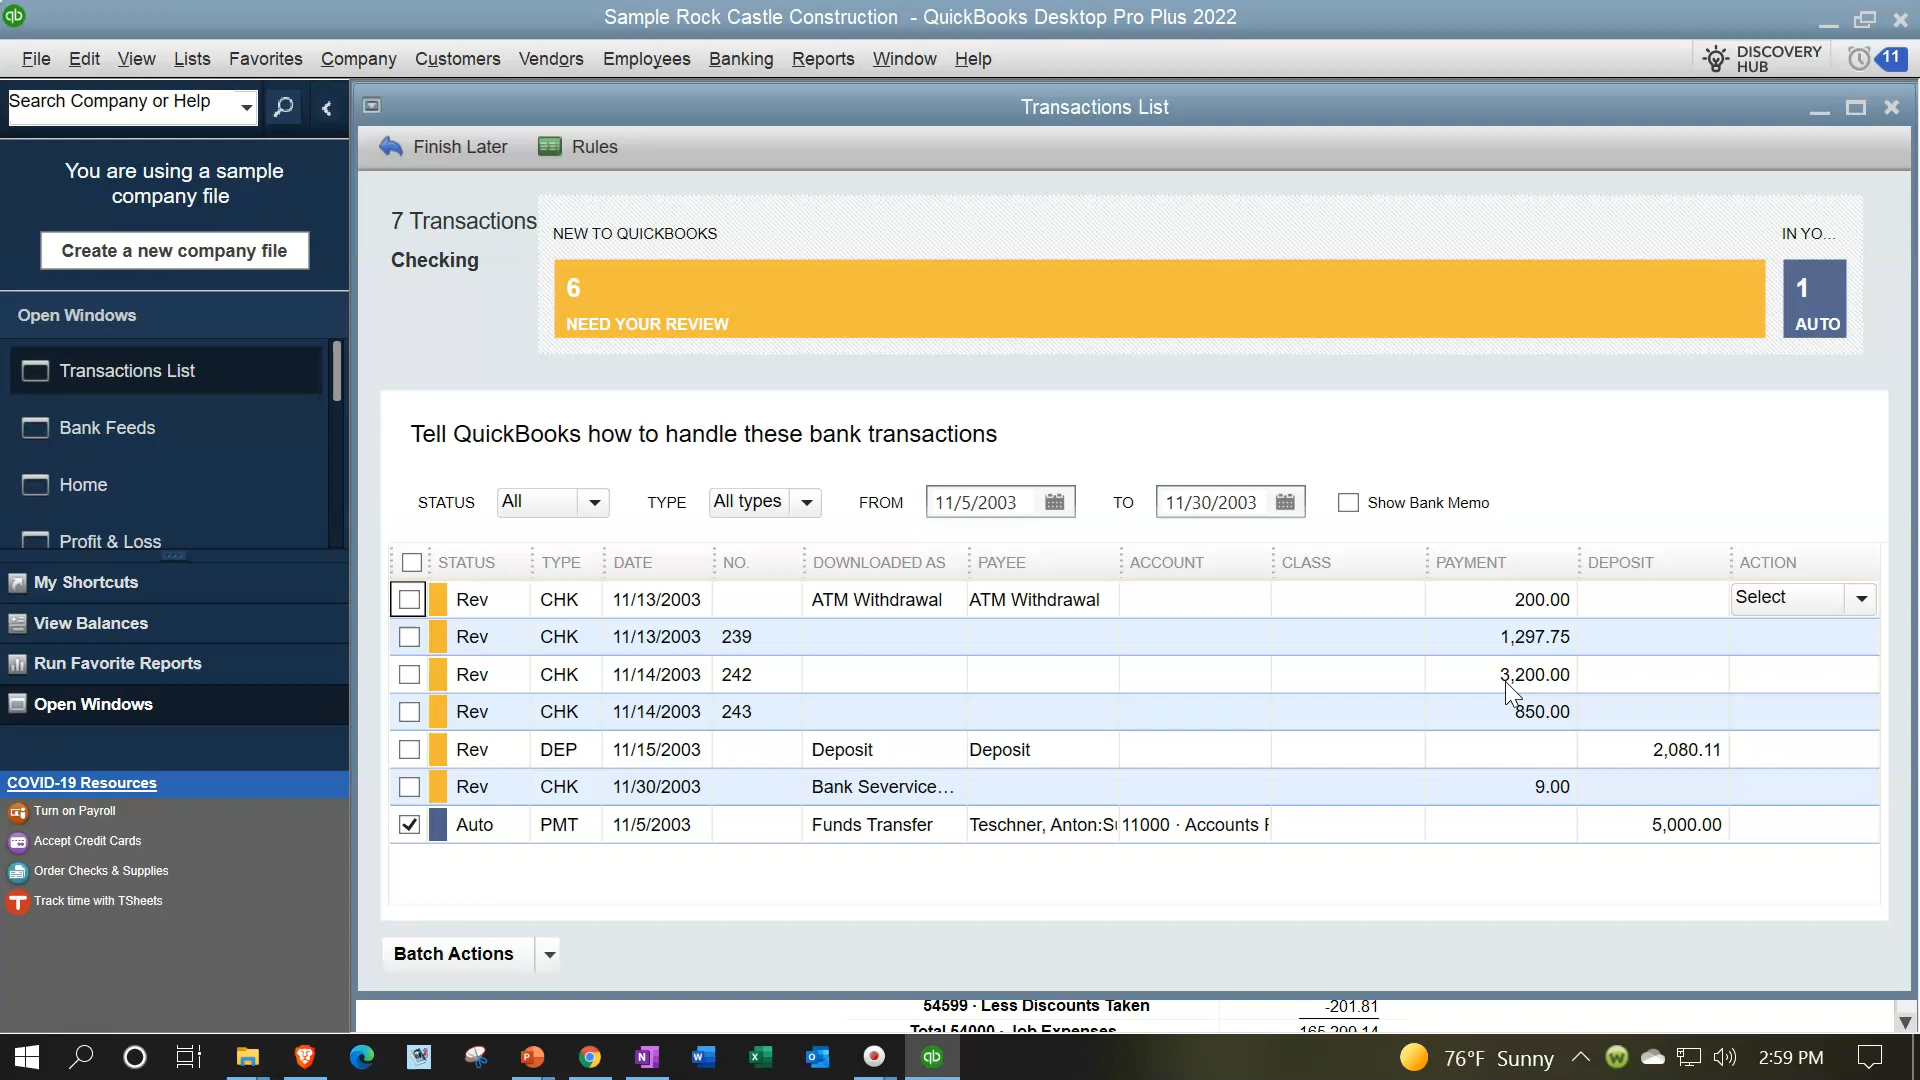 Sample Rock Castle Construction - QuickBooks Desktop Pro Plus 2022
File Edit View Lists Favorites Company Customers Vendors Employees Banking Reports Window Help
DISCOVERY HUB
11
Search Company or Help
You are using a sample
company file
Create a new company file
Open Windows
Transactions List
Bank Feeds
Home
Profit & Loss
My Shortcuts
View Balances
Run Favorite Reports
Open Windows
COVID-19 Resources
Turn on Payroll
Accept Credit Cards
Order Checks & Supplies
Track time with TSheets
Transactions List
Finish Later Rules
7 Transactions
Checking
NEW TO QUICKBOOKS
6
NEED YOUR REVIEW
IN YO...
1
AUTO
Tell QuickBooks how to handle these bank transactions
STATUS All TYPE All types FROM 11/5/2003 TO 11/30/2003 Show Bank Memo
STATUS TYPE DATE NO. DOWNLOADED AS PAYEE ACCOUNT CLASS PAYMENT DEPOSIT ACTION
Rev CHK 11/13/2003 ATM Withdrawal ATM Withdrawal 200.00 Select
Rev CHK 11/13/2003 239 1,297.75
Rev CHK 11/14/2003 242 3,200.00
Rev CHK 11/14/2003 243 850.00
Rev DEP 11/15/2003 Deposit Deposit 2,080.11
Rev CHK 11/30/2003 Bank Severvice... 9.00
Auto PMT 11/5/2003 Funds Transfer Teschner, Anton:Su 11000 · Accounts 5,000.00
Batch Actions
54599 · Less Discounts Taken -201.81
Total 54000 · Job Expenses 165,299.14
76°F Sunny 2:59 PM